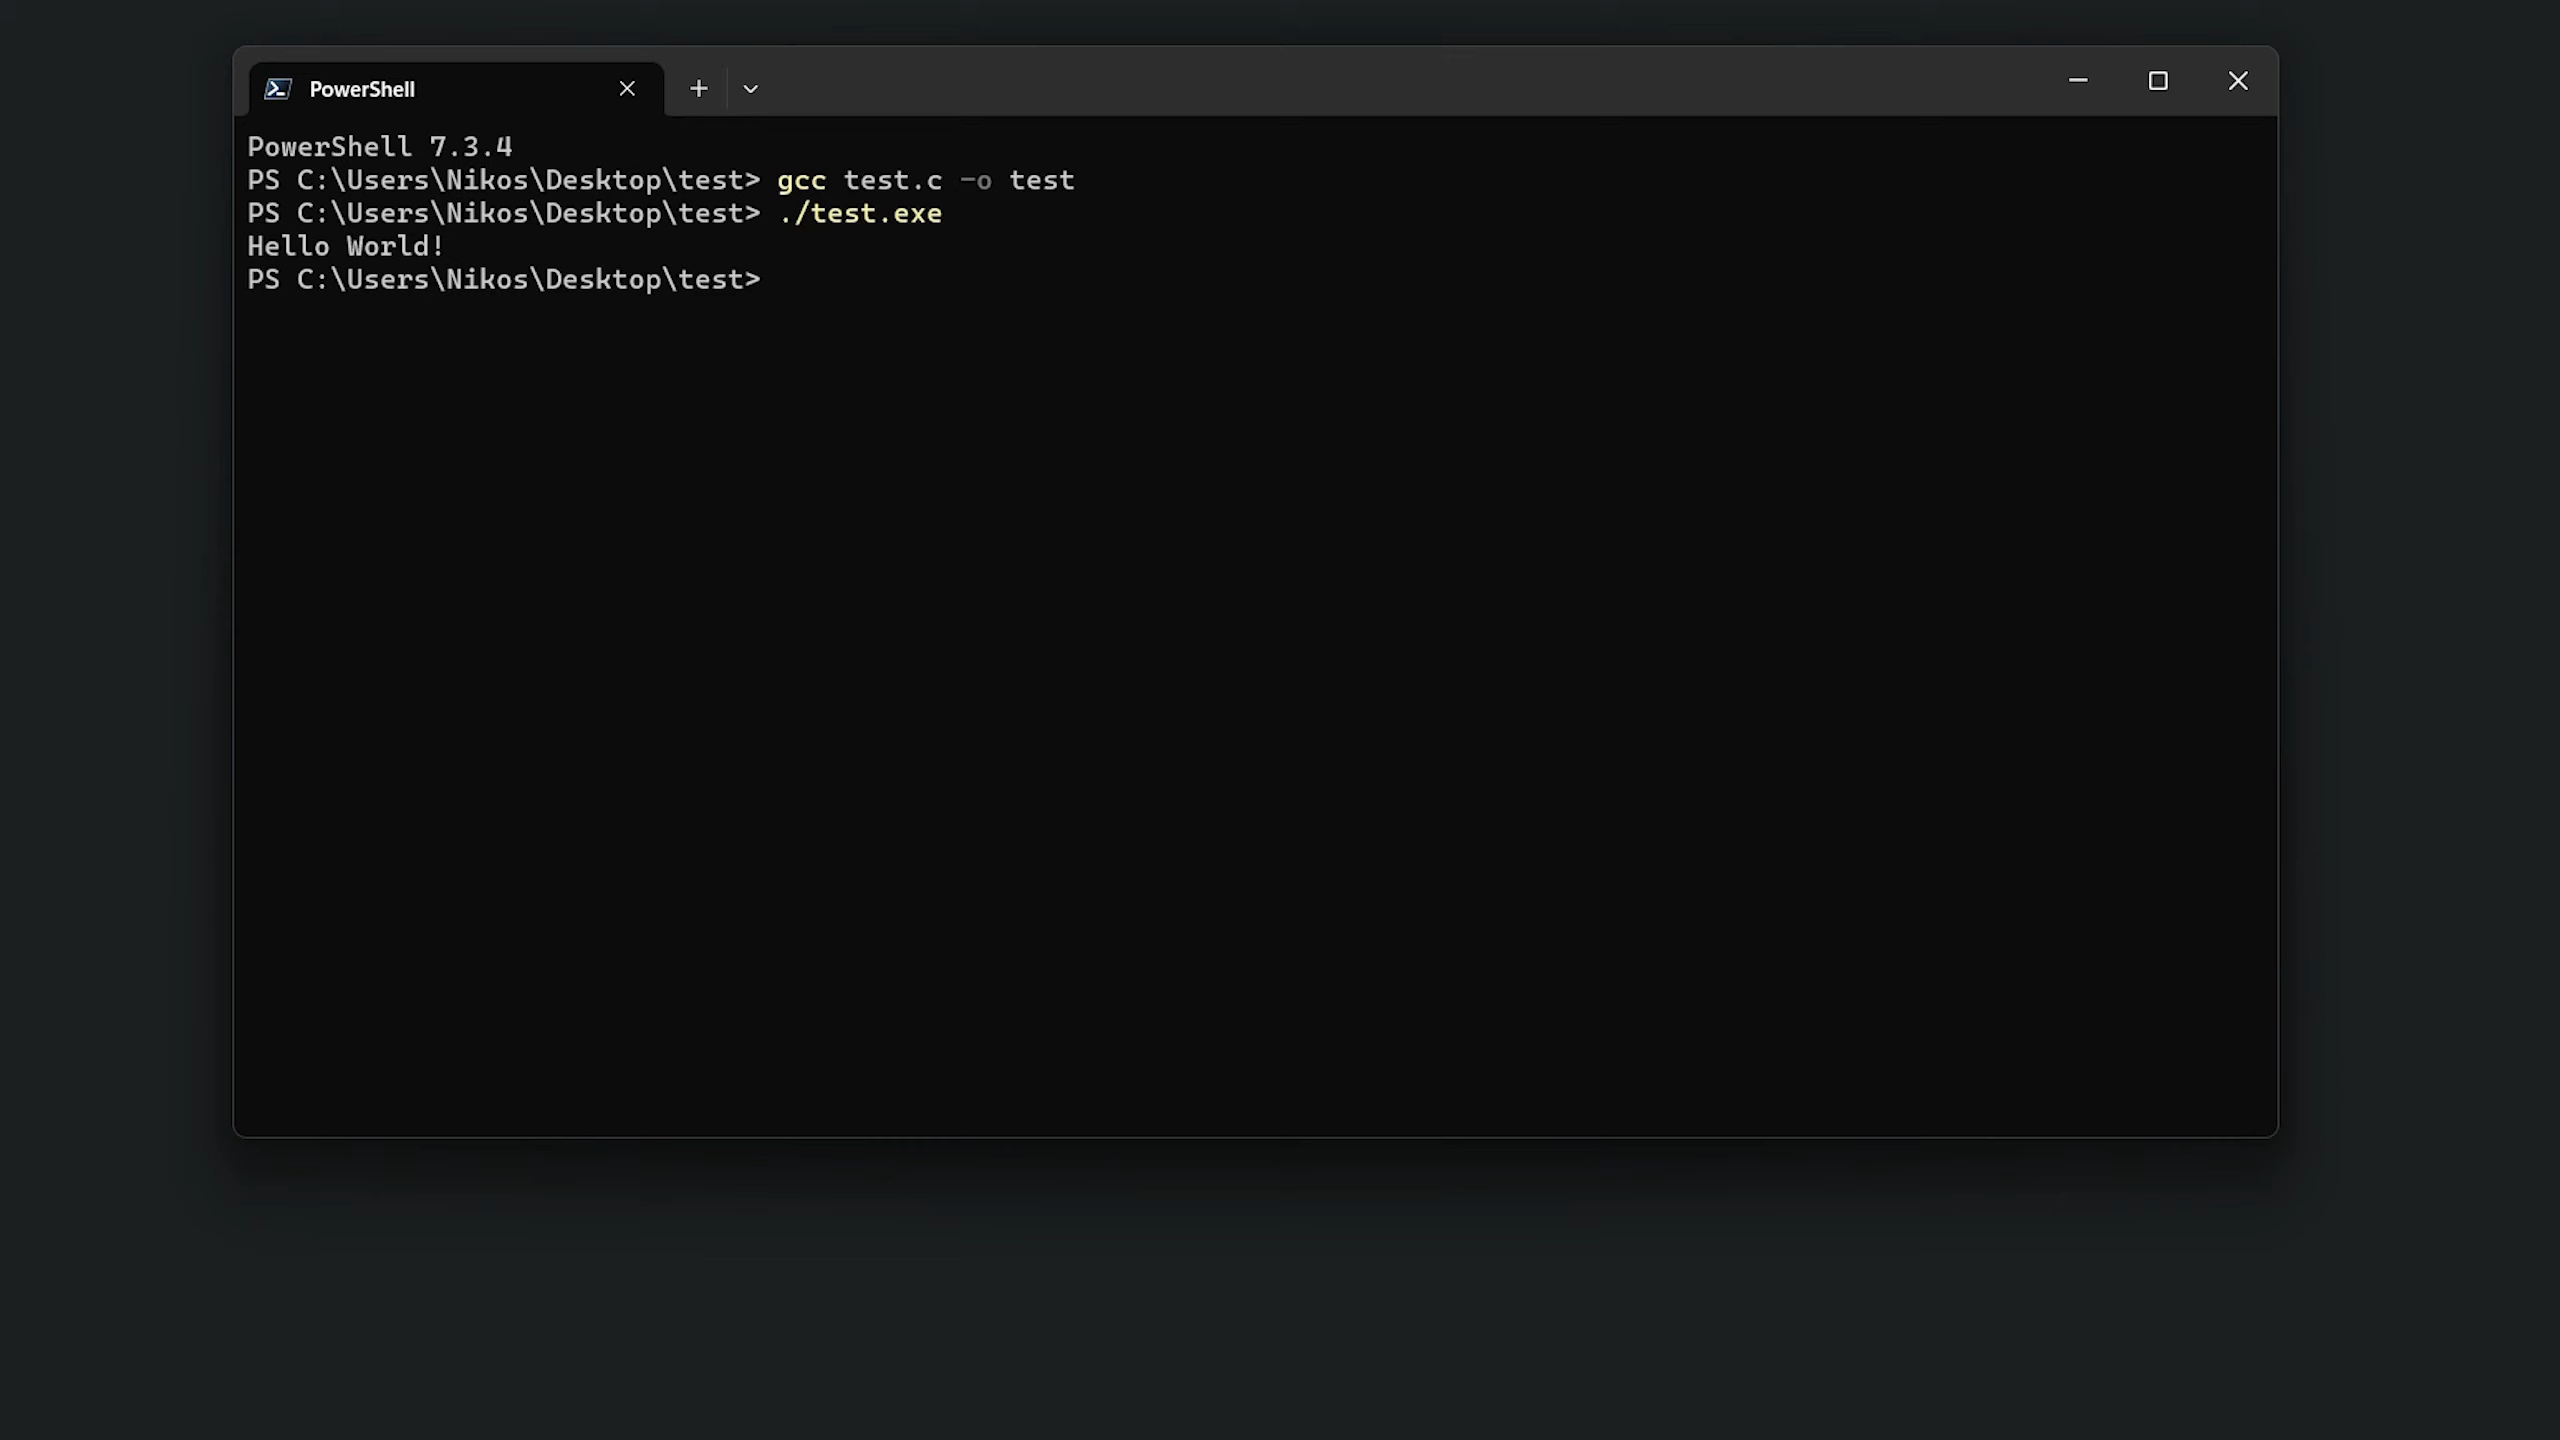 PowerShell
PowerShell 7.3.4
PS C:\Users\Nikos\Desktop\test> gcc test.c -o test
PS C:\Users\Nikos\Desktop\test> ./test.exe
Hello World!
PS C:\Users\Nikos\Desktop\test>